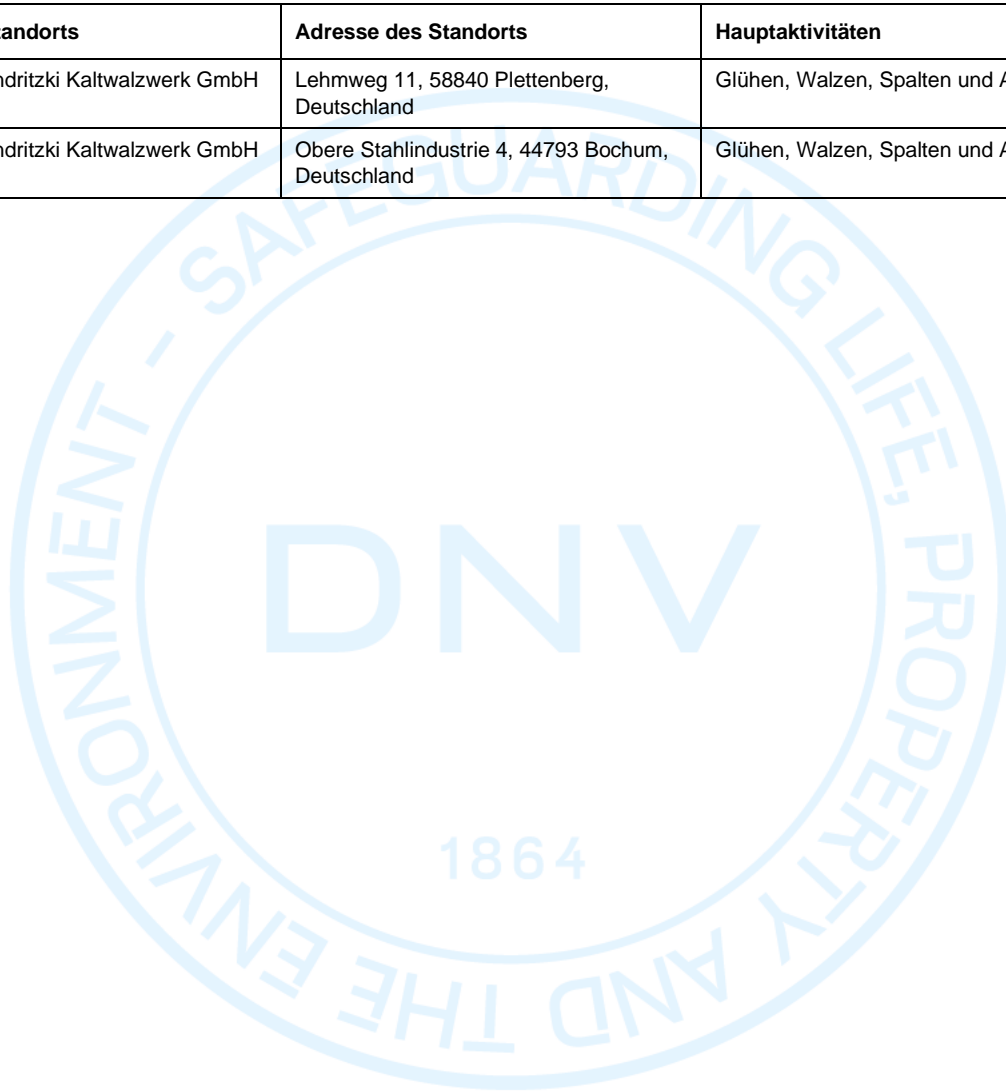 tandorts Adresse des Standorts Hauptaktivitäten
ndritzki Kaltwalzwerk GmbH Lehmweg 11, 58840 Plettenberg, Glühen, Walzen, Spalten und
Deutschland
ndritzki Kaltwalzwerk GmbH Obere Stahlindustrie 4, 44793 Bochum, Glühen, Walzen, Spalten und
Deutschland
SAFEGUARDING LIFE, PROPERTY AND THE ENVIRONMENT -
DNV
1864